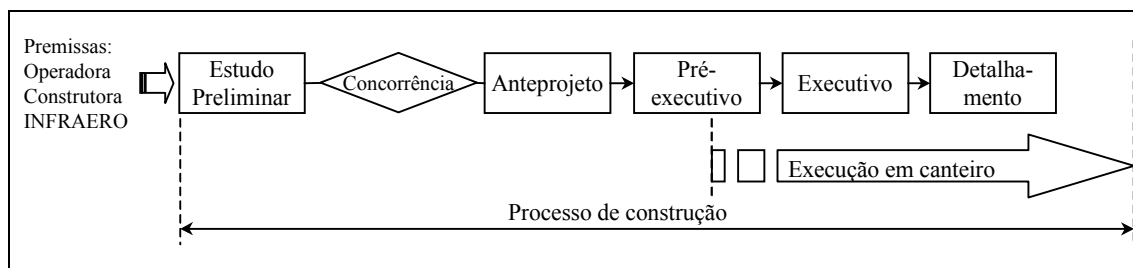 Premissas:
Operadora
Construtora
INFRAERO
Estudo
Preliminar
Concorrência
Anteprojeto
Pré-
executivo
Executivo
Detalha-
mento
Execução em canteiro
Processo de construção